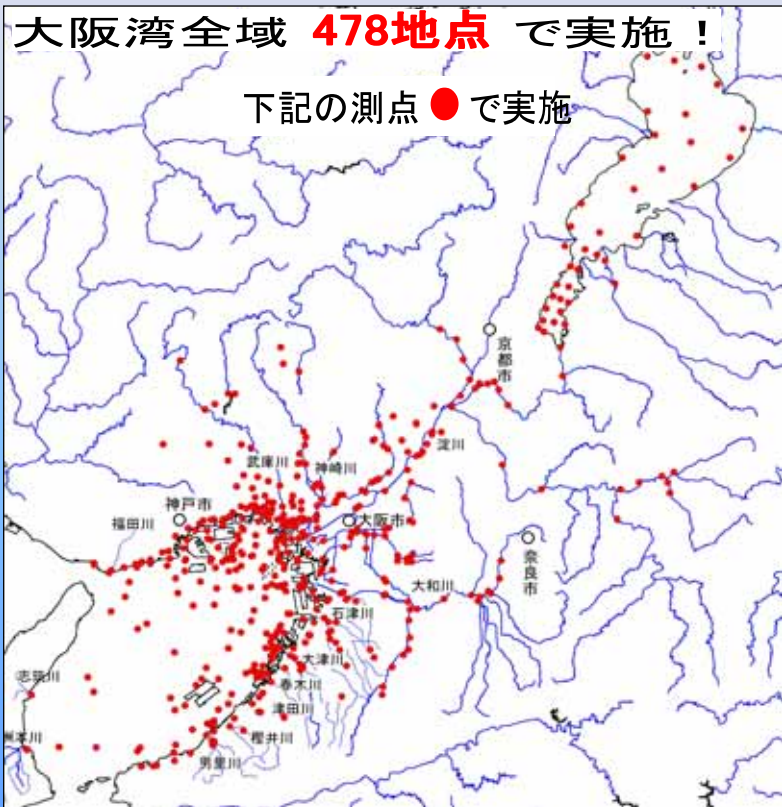 大阪湾全域 478地点 で実施！
下記の測点 ● で実施
京都市
淀川
武庫川
神崎川
神戸市
福田川
大阪市
奈良市
大和川
石津川
大津川
志筑川
春木川
津田川
樫井川
洲本川
男里川